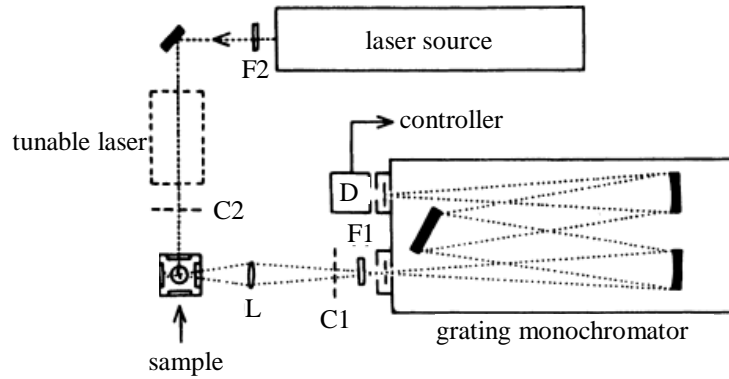 laser source
F2
controller
tunable laser
D
C2
F1
L
C1
grating monochromator
sample